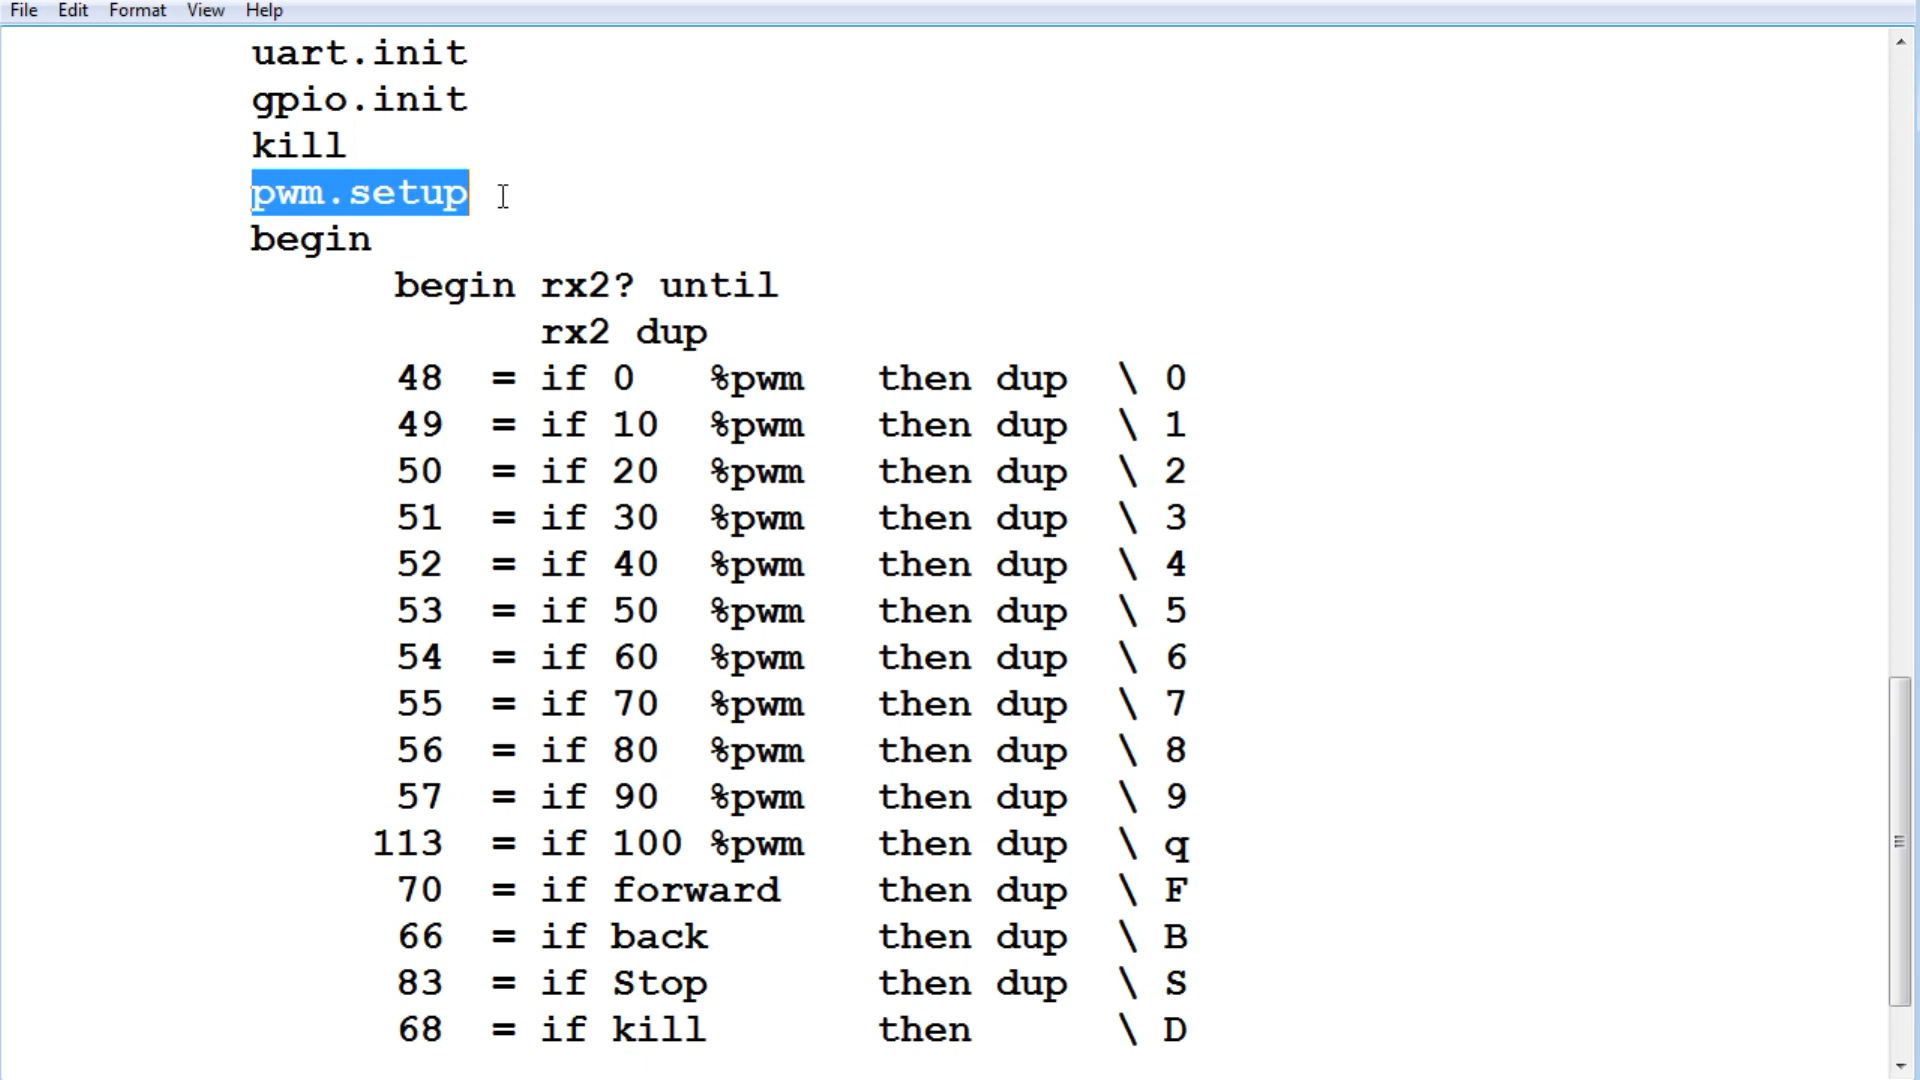 File Edit Format View Help
uart.init
gpio.init
kill
pwm.setup
begin
begin rx2? until
rx2 dup
48 = if 0 %pwm then dup \ 0
49 = if 10 %pwm then dup \ 1
50 = if 20 %pwm then dup \ 2
51 = if 30 %pwm then dup \ 3
52 = if 40 %pwm then dup \ 4
53 = if 50 %pwm then dup \ 5
54 = if 60 %pwm then dup \ 6
55 = if 70 %pwm then dup \ 7
56 = if 80 %pwm then dup \ 8
57 = if 90 %pwm then dup \ 9
113 = if 100 %pwm then dup \ q
70 = if forward then dup \ F
66 = if back then dup \ B
83 = if Stop then dup \ S
68 = if kill then \ D